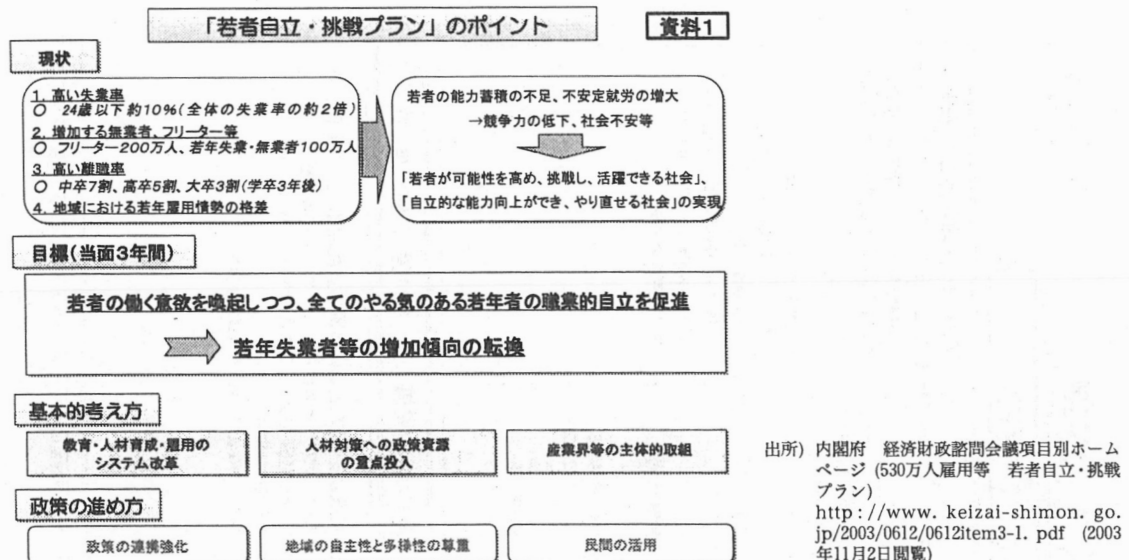 「若者自立・挑戦プラン」のポイント
資料1
現状
1. 高い失業率
○ 24歳以下約10%(全体の失業率の約2倍)
2. 増加する無業者、フリーター等
○ フリーター200万人、若年失業・無業者100万人
3. 高い離職率
○ 中卒7割、高卒5割、大卒3割(学卒3年後)
4. 地域における若年雇用情勢の格差
若者の能力蓄積の不足、不安定就労の増大
→競争力の低下、社会不安等
「若者が可能性を高め、挑戦し、活躍できる社会」、
「自立的な能力向上ができ、やり直せる社会」の実現
目標(当面3年間)
若者の働く意欲を喚起しつつ、全てのやる気のある若年者の職業的自立を促進
若年失業者等の増加傾向の転換
基本的考え方
教育・人材育成・雇用の
システム改革
人材対策への政策資源
の重点投入
産業界等の主体的取組
政策の進め方
政策の連携強化
地域の自主性と多様性の尊重
民間の活用
出所) 内閣府 経済財政諮問会議項目別ホーム
ページ (530万人雇用等 若者自立・挑戦
プラン)
http://www. keizai-shimon. go.
jp/2003/0612/0612item3-1. pdf (2003
年11月2日閲覧)